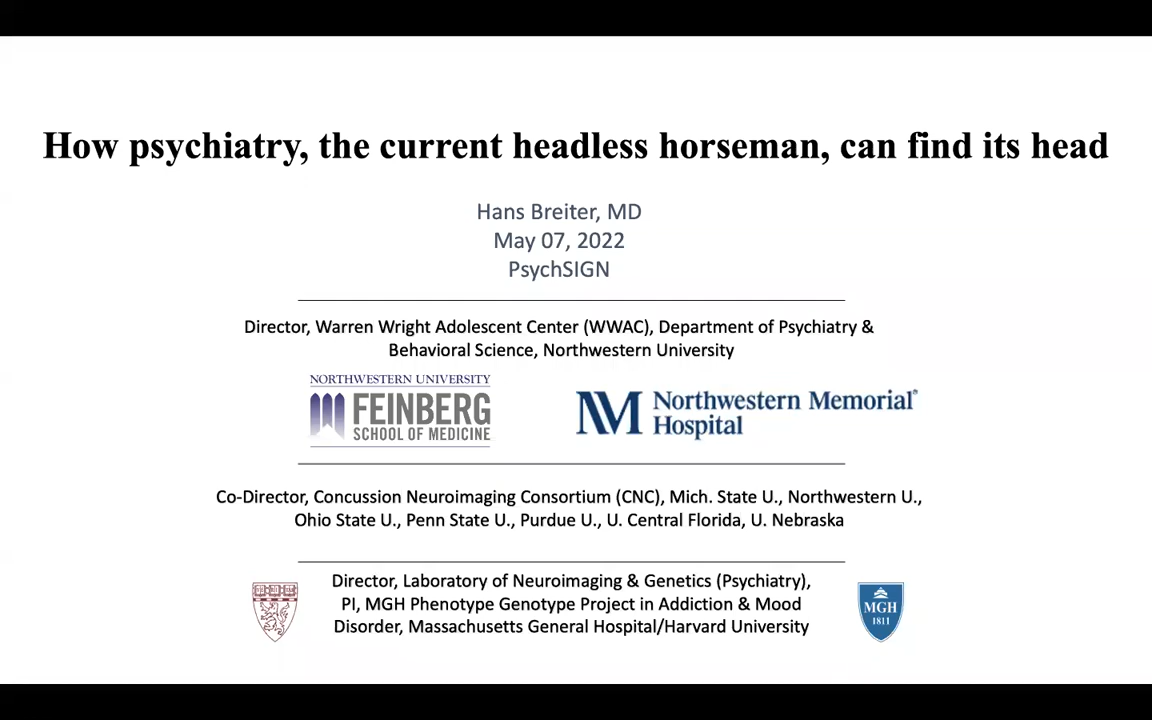 How psychiatry, the current headless horseman, can find its head
Hans Breiter, MD
May 07, 2022
PsychSIGN
Director, Warren Wright Adolescent Center (WWAC), Department of Psychiatry &
Behavioral Science, Northwestern University
NORTHWESTERN UNIVERSITY
FEINBERG
SCHOOL OF MEDICINE
Northwestern Memorial®
Hospital
Co-Director, Concussion Neuroimaging Consortium (CNC), Mich. State U., Northwestern U.,
Ohio State U., Penn State U., Purdue U., U. Central Florida, U. Nebraska
Director, Laboratory of Neuroimaging & Genetics (Psychiatry),
PI, MGH Phenotype Genotype Project in Addiction & Mood
Disorder, Massachusetts General Hospital/Harvard University
MGH
1811